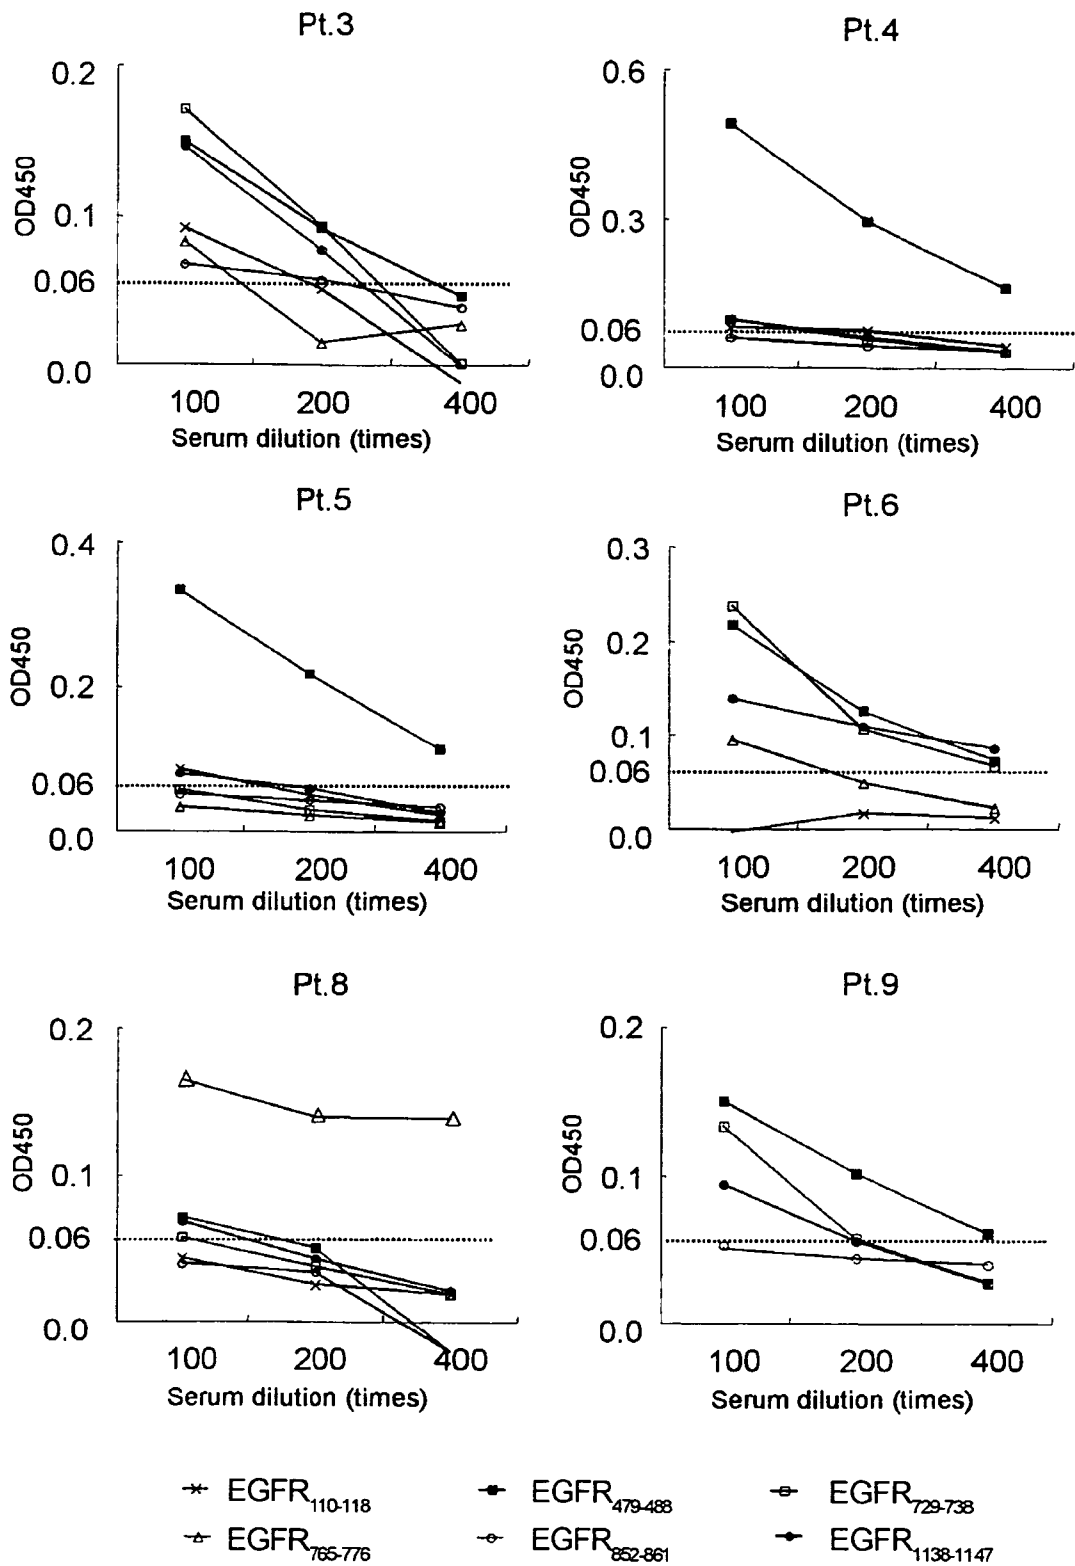 Pt.3
0.2
OD450
0.1
0.06
0.0
100 200 400
Serum dilution (times)
Pt.4
0.6
OD450
0.3
0.06
0.0
100 200 400
Serum dilution (times)
Pt.5
0.4
OD450
0.2
0.06
0.0
100 200 400
Serum dilution (times)
Pt.6
0.3
0.2
OD450
0.1
0.06
0.0
100 200 400
Serum dilution (times)
Pt.8
0.2
OD450
0.1
0.06
0.0
100 200 400
Serum dilution (times)
Pt.9
0.2
OD450
0.1
0.06
0.0
100 200 400
Serum dilution (times)
EGFR110-118 EGFR479-488 EGFR729-738
EGFR765-776 EGFR852-861 EGFR1138-1147